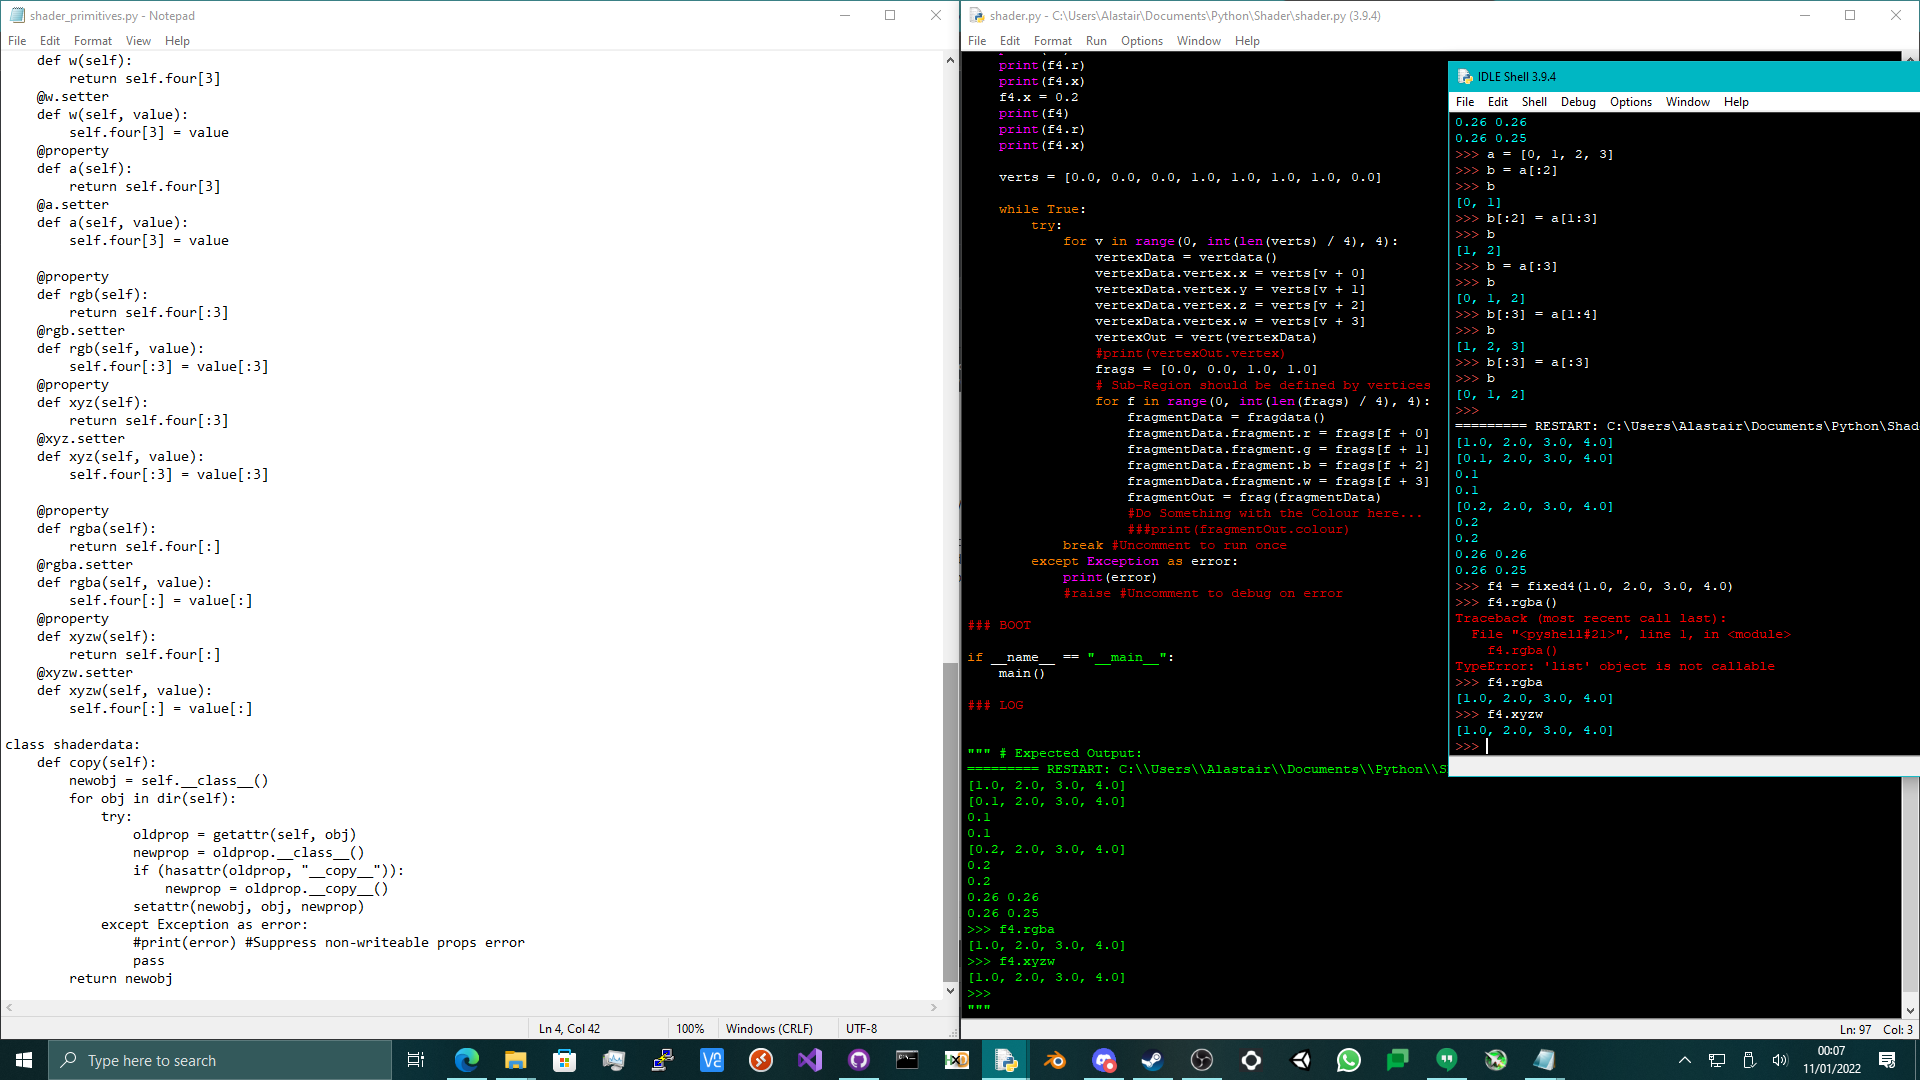 shader_primitives.py - Notepad
File Edit Format View Help
    def w(self):
        return self.four[3]
    @w.setter
    def w(self, value):
        self.four[3] = value
    @property
    def a(self):
        return self.four[3]
    @a.setter
    def a(self, value):
        self.four[3] = value

    @property
    def rgb(self):
        return self.four[:3]
    @rgb.setter
    def rgb(self, value):
        self.four[:3] = value[:3]
    @property
    def xyz(self):
        return self.four[:3]
    @xyz.setter
    def xyz(self, value):
        self.four[:3] = value[:3]

    @property
    def rgba(self):
        return self.four[:]
    @rgba.setter
    def rgba(self, value):
        self.four[:] = value[:]
    @property
    def xyzw(self):
        return self.four[:]
    @xyzw.setter
    def xyzw(self, value):
        self.four[:] = value[:]

class shaderdata:
    def copy(self):
        newobj = self.__class__()
        for obj in dir(self):
            try:
                oldprop = getattr(self, obj)
                newprop = oldprop.__class__()
                if (hasattr(oldprop, "__copy__")):
                    newprop = oldprop.__copy__()
                setattr(newobj, obj, newprop)
            except Exception as error:
                #print(error) #Suppress non-writeable props error
                pass
        return newobj
Ln 4, Col 42 100% Windows (CRLF) UTF-8
shader.py - C:\Users\Alastair\Documents\Python\Shader\shader.py (3.9.4)
File Edit Format Run Options Window Help
    print(f4.r)
    print(f4.x)
    f4.x = 0.2
    print(f4)
    print(f4.r)
    print(f4.x)

    verts = [0.0, 0.0, 0.0, 1.0, 1.0, 1.0, 1.0, 0.0]

    while True:
        try:
            for v in range(0, int(len(verts) / 4), 4):
                vertexData = vertdata()
                vertexData.vertex.x = verts[v + 0]
                vertexData.vertex.y = verts[v + 1]
                vertexData.vertex.z = verts[v + 2]
                vertexData.vertex.w = verts[v + 3]
                vertexOut = vert(vertexData)
                #print(vertexOut.vertex)
                frags = [0.0, 0.0, 1.0, 1.0]
                # Sub-Region should be defined by vertices
                for f in range(0, int(len(frags) / 4), 4):
                    fragmentData = fragdata()
                    fragmentData.fragment.r = frags[f + 0]
                    fragmentData.fragment.g = frags[f + 1]
                    fragmentData.fragment.b = frags[f + 2]
                    fragmentData.fragment.w = frags[f + 3]
                    fragmentOut = frag(fragmentData)
                    #Do Something with the Colour here...
                    ###print(fragmentOut.colour)
            break #Uncomment to run once
        except Exception as error:
            print(error)
            #raise #Uncomment to debug on error

### BOOT

if __name__ == "__main__":
    main()

### LOG

""" # Expected Output:
========= RESTART: C:\\Users\\Alastair\\Documents\\Python\\S
[1.0, 2.0, 3.0, 4.0]
[0.1, 2.0, 3.0, 4.0]
0.1
0.1
[0.2, 2.0, 3.0, 4.0]
0.2
0.2
0.26 0.26
0.26 0.25
>>> f4.rgba
[1.0, 2.0, 3.0, 4.0]
>>> f4.xyzw
[1.0, 2.0, 3.0, 4.0]
>>>
"""
Ln: 97 Col: 3
IDLE Shell 3.9.4
File Edit Shell Debug Options Window Help
0.26 0.26
0.26 0.25
>>> a = [0, 1, 2, 3]
>>> b = a[:2]
>>> b
[0, 1]
>>> b[:2] = a[1:3]
>>> b
[1, 2]
>>> b = a[:3]
>>> b
[0, 1, 2]
>>> b[:3] = a[1:4]
>>> b
[1, 2, 3]
>>> b[:3] = a[:3]
>>> b
[0, 1, 2]
>>>
========= RESTART: C:\Users\Alastair\Documents\Python\Shad
[1.0, 2.0, 3.0, 4.0]
[0.1, 2.0, 3.0, 4.0]
0.1
0.1
[0.2, 2.0, 3.0, 4.0]
0.2
0.2
0.26 0.26
0.26 0.25
>>> f4 = fixed4(1.0, 2.0, 3.0, 4.0)
>>> f4.rgba()
Traceback (most recent call last):
  File "<pyshell#21>", line 1, in <module>
    f4.rgba()
TypeError: 'list' object is not callable
>>> f4.rgba
[1.0, 2.0, 3.0, 4.0]
>>> f4.xyzw
[1.0, 2.0, 3.0, 4.0]
>>>
Type here to search
00:07
11/01/2022